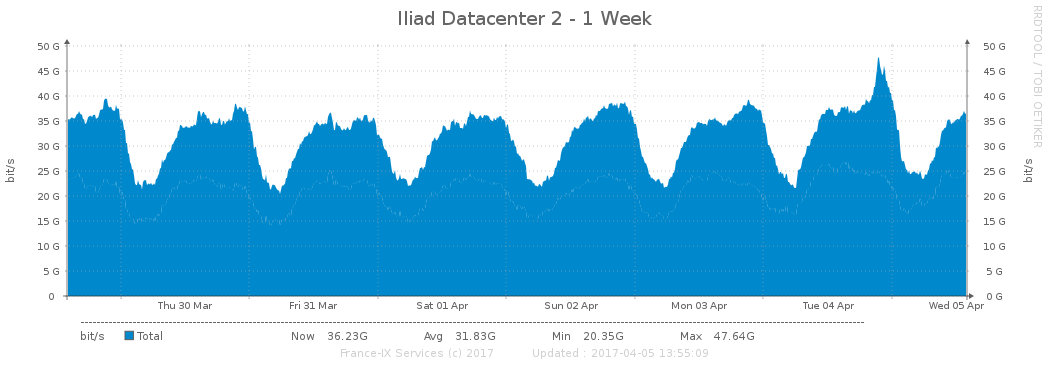 Iliad Datacenter 2 - 1 Week
RRDTOOL / TOBI OETIKER
50 G 50 G
45 G 45 G
40 G 40 G
35 G 35 G
30 G 30 G
25 G 25 G
20 G 20 G
15 G 15 G
10 G 10 G
5 G 5 G
0 0 G
bit/s bit/s
Thu 30 Mar Fri 31 Mar Sat 01 Apr Sun 02 Apr Mon 03 Apr Tue 04 Apr Wed 05 Apr
bit/s Total Now 36.23G Avg 31.83G Min 20.35G Max 47.64G
France-IX Services (c) 2017 Updated : 2017-04-05 13:55:09